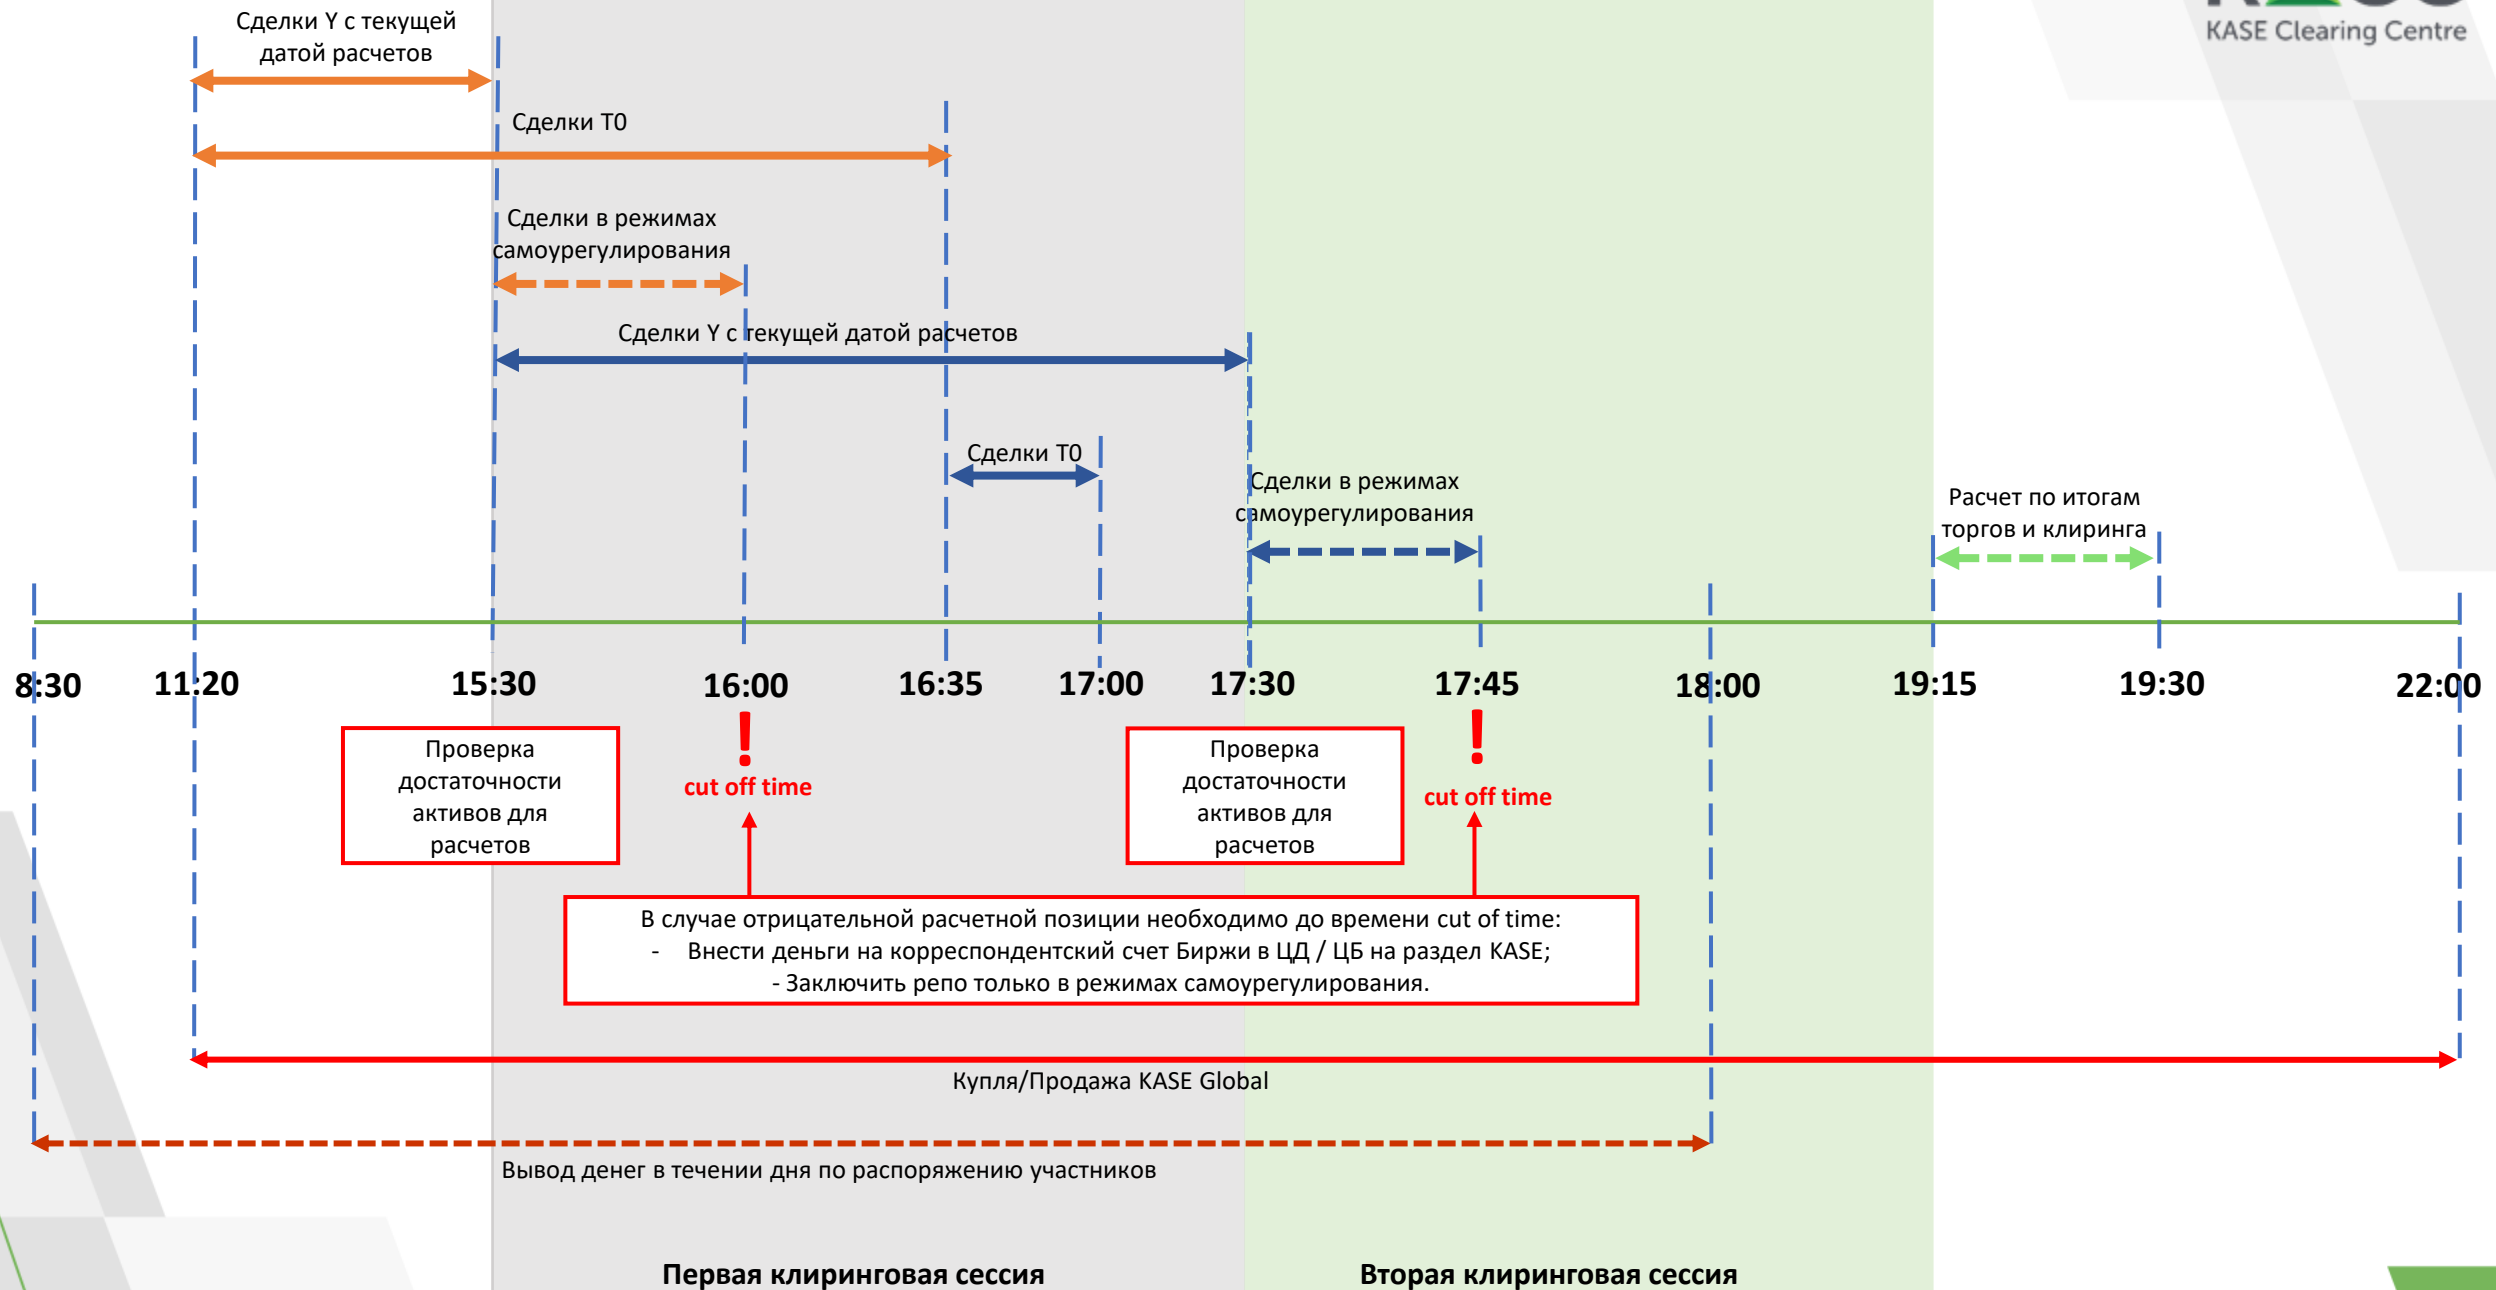 KASE Clearing Centre
Сделки Y с текущей
датой расчетов
Сделки T0
Сделки в режимах
самоурегулирования
Сделки Y с текущей датой расчетов
Сделки T0
Сделки в режимах
самоурегулирования
Расчет по итогам
торгов и клиринга
8:30 11:20 15:30 16:00 16:35 17:00 17:30 17:45 18:00 19:15 19:30 22:00
Проверка
достаточности
активов для
расчетов
!
cut off time
Проверка
достаточности
активов для
расчетов
!
cut off time
В случае отрицательной расчетной позиции необходимо до времени cut of time:
- Внести деньги на корреспондентский счет Биржи в ЦД / ЦБ на раздел KASE;
- Заключить репо только в режимах самоурегулирования.
Купля/Продажа KASE Global
Вывод денег в течении дня по распоряжению участников
Первая клиринговая сессия
Вторая клиринговая сессия